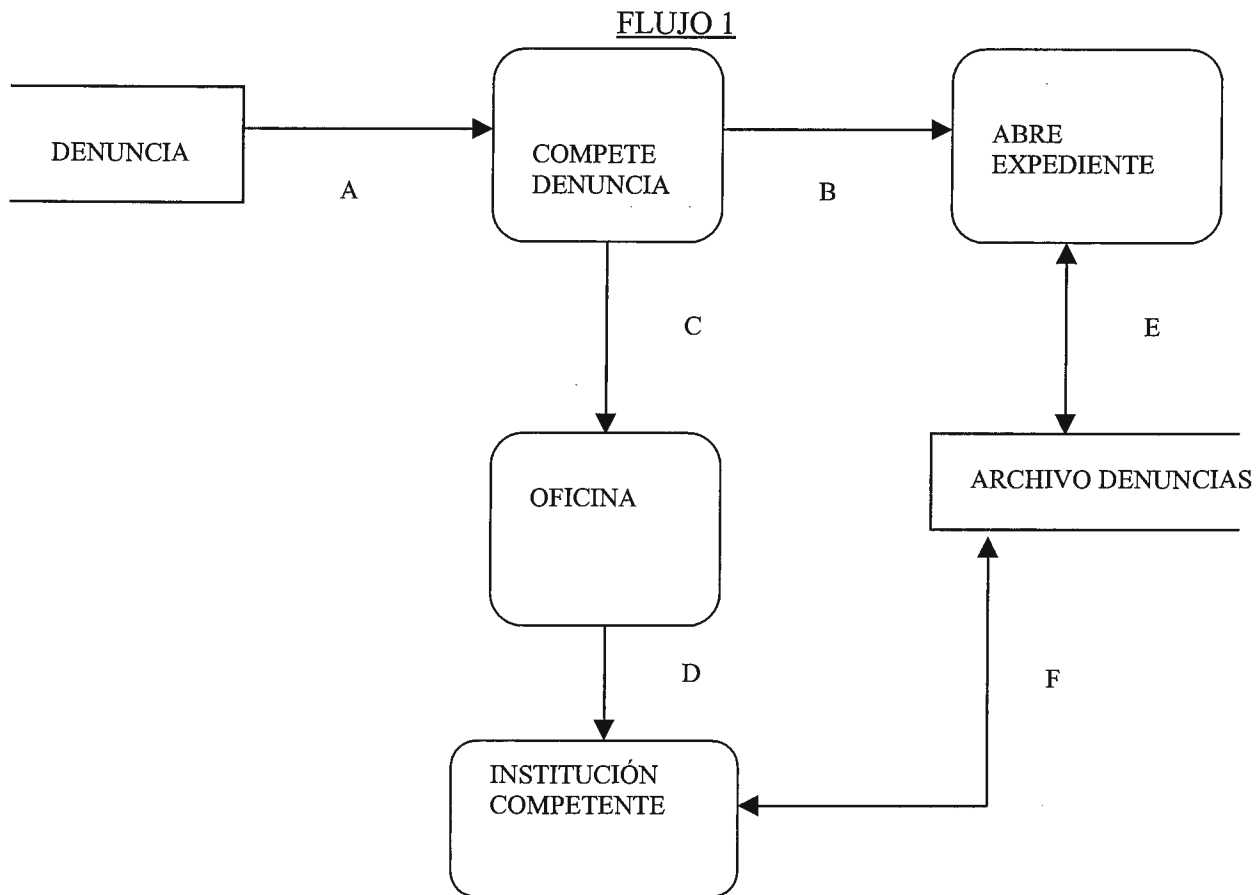 FLUJO 1
DENUNCIA
A
COMPETE
DENUNCIA
B
ABRE
EXPEDIENTE
C
E
OFICINA
ARCHIVO DENUNCIAS
D
F
INSTITUCIÓN
COMPETENTE